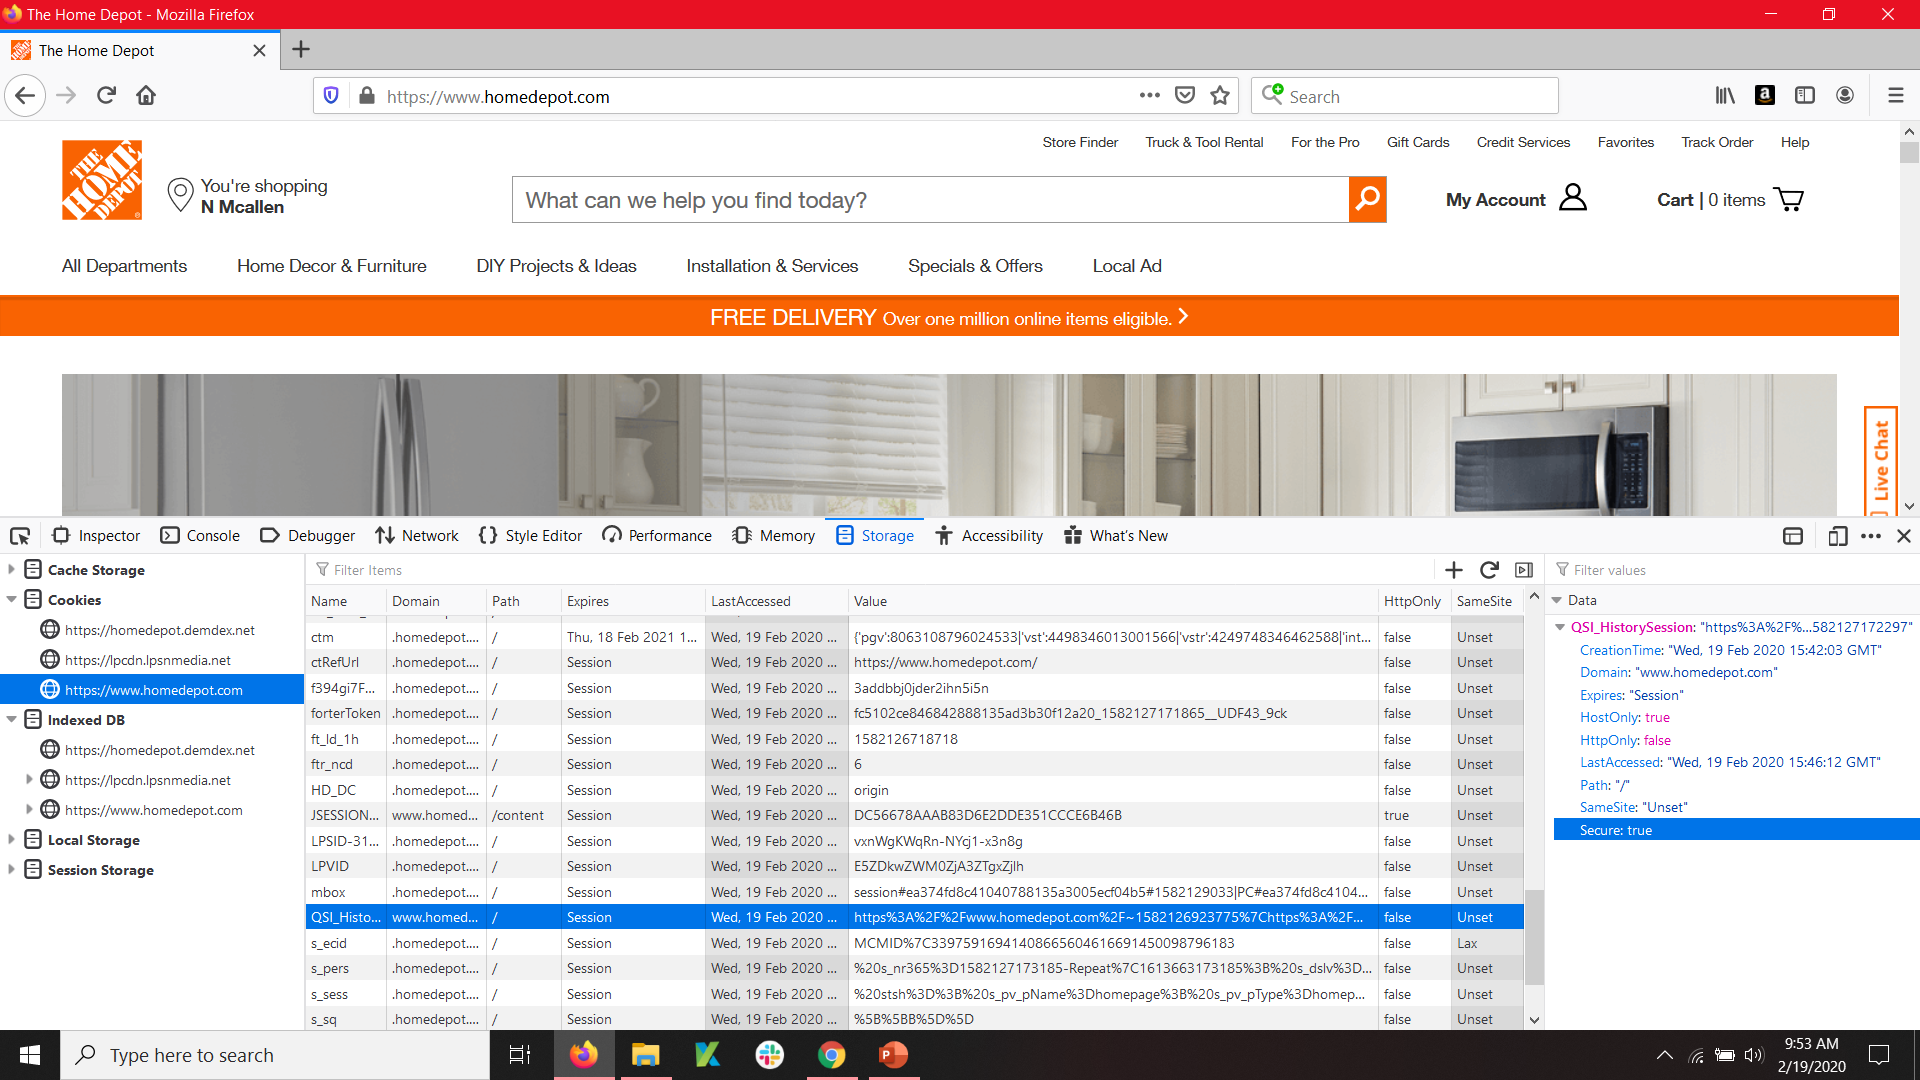 The Home Depot - Mozilla Firefox
The Home Depot
https://www.homedepot.com
Search
Store Finder
Truck & Tool Rental
For the Pro
Gift Cards
Credit Services
Favorites
Track Order
Help
THE HOME DEPOT
You're shopping
N Mcallen
What can we help you find today?
My Account
Cart | 0 items
All Departments
Home Decor & Furniture
DIY Projects & Ideas
Installation & Services
Specials & Offers
Local Ad
FREE DELIVERY Over one million online items eligible.
Live Chat
Inspector
Console
Debugger
Network
Style Editor
Performance
Memory
Storage
Accessibility
What's New
Cache Storage
Cookies
https://homedepot.demdex.net
https://lpcdn.lpsnmedia.net
https://www.homedepot.com
Indexed DB
https://homedepot.demdex.net
https://lpcdn.lpsnmedia.net
https://www.homedepot.com
Local Storage
Session Storage
Filter Items
Name Domain Path Expires LastAccessed Value HttpOnly SameSite
ctm .homedepot.... / Thu, 18 Feb 2021 1... Wed, 19 Feb 2020 ... {'pgv':8063108796024533|'vst':4498346013001566|'vstr':4249748346462588|'int... false Unset
ctRefUrl .homedepot.... / Session Wed, 19 Feb 2020 ... https://www.homedepot.com/ false Unset
f394gi7F... .homedepot.... / Session Wed, 19 Feb 2020 ... 3addbbj0jder2ihn5i5n false Unset
forterToken .homedepot.... / Session Wed, 19 Feb 2020 ... fc5102ce846842888135ad3b30f12a20_1582127171865__UDF43_9ck false Unset
ft_ld_1h .homedepot.... / Session Wed, 19 Feb 2020 ... 1582126718718 false Unset
ftr_ncd .homedepot.... / Session Wed, 19 Feb 2020 ... 6 false Unset
HD_DC .homedepot.... / Session Wed, 19 Feb 2020 ... origin false Unset
JSESSION... www.homed... /content Session Wed, 19 Feb 2020 ... DC56678AAAB83D6E2DDE351CCCE6B46B true Unset
LPSID-31... .homedepot.... / Session Wed, 19 Feb 2020 ... vxnWgKWqRn-NYcj1-x3n8g false Unset
LPVID .homedepot.... / Session Wed, 19 Feb 2020 ... E5ZDkwZWM0ZjA3ZTgxZjlh false Unset
mbox .homedepot.... / Session Wed, 19 Feb 2020 ... session#ea374fd8c41040788135a3005ecf04b5#1582129033|PC#ea374fd8c4104... false Unset
QSI_Histo... www.homed... / Session Wed, 19 Feb 2020 ... https%3A%2F%2Fwww.homedepot.com%2F~1582126923775%7Chttps%3A%2F... false Unset
s_ecid .homedepot.... / Session Wed, 19 Feb 2020 ... MCMID%7C33975916941408665604616691450098796183 false Lax
s_pers .homedepot.... / Session Wed, 19 Feb 2020 ... %20s_nr365%3D1582127173185-Repeat%7C1613663173185%3B%20s_dslv%3D... false Unset
s_sess .homedepot.... / Session Wed, 19 Feb 2020 ... %20stsh%3D%3B%20s_pv_pName%3Dhomepage%3B%20s_pv_pType%3Dhomep... false Unset
s_sq .homedepot.... / Session Wed, 19 Feb 2020 ... %5B%5BB%5D%5D false Unset
Filter values
Data
QSI_HistorySession: "https%3A%2F%...582127172297"
CreationTime: "Wed, 19 Feb 2020 15:42:03 GMT"
Domain: "www.homedepot.com"
Expires: "Session"
HostOnly: true
HttpOnly: false
LastAccessed: "Wed, 19 Feb 2020 15:46:12 GMT"
Path: "/"
SameSite: "Unset"
Secure: true
Type here to search
9:53 AM
2/19/2020